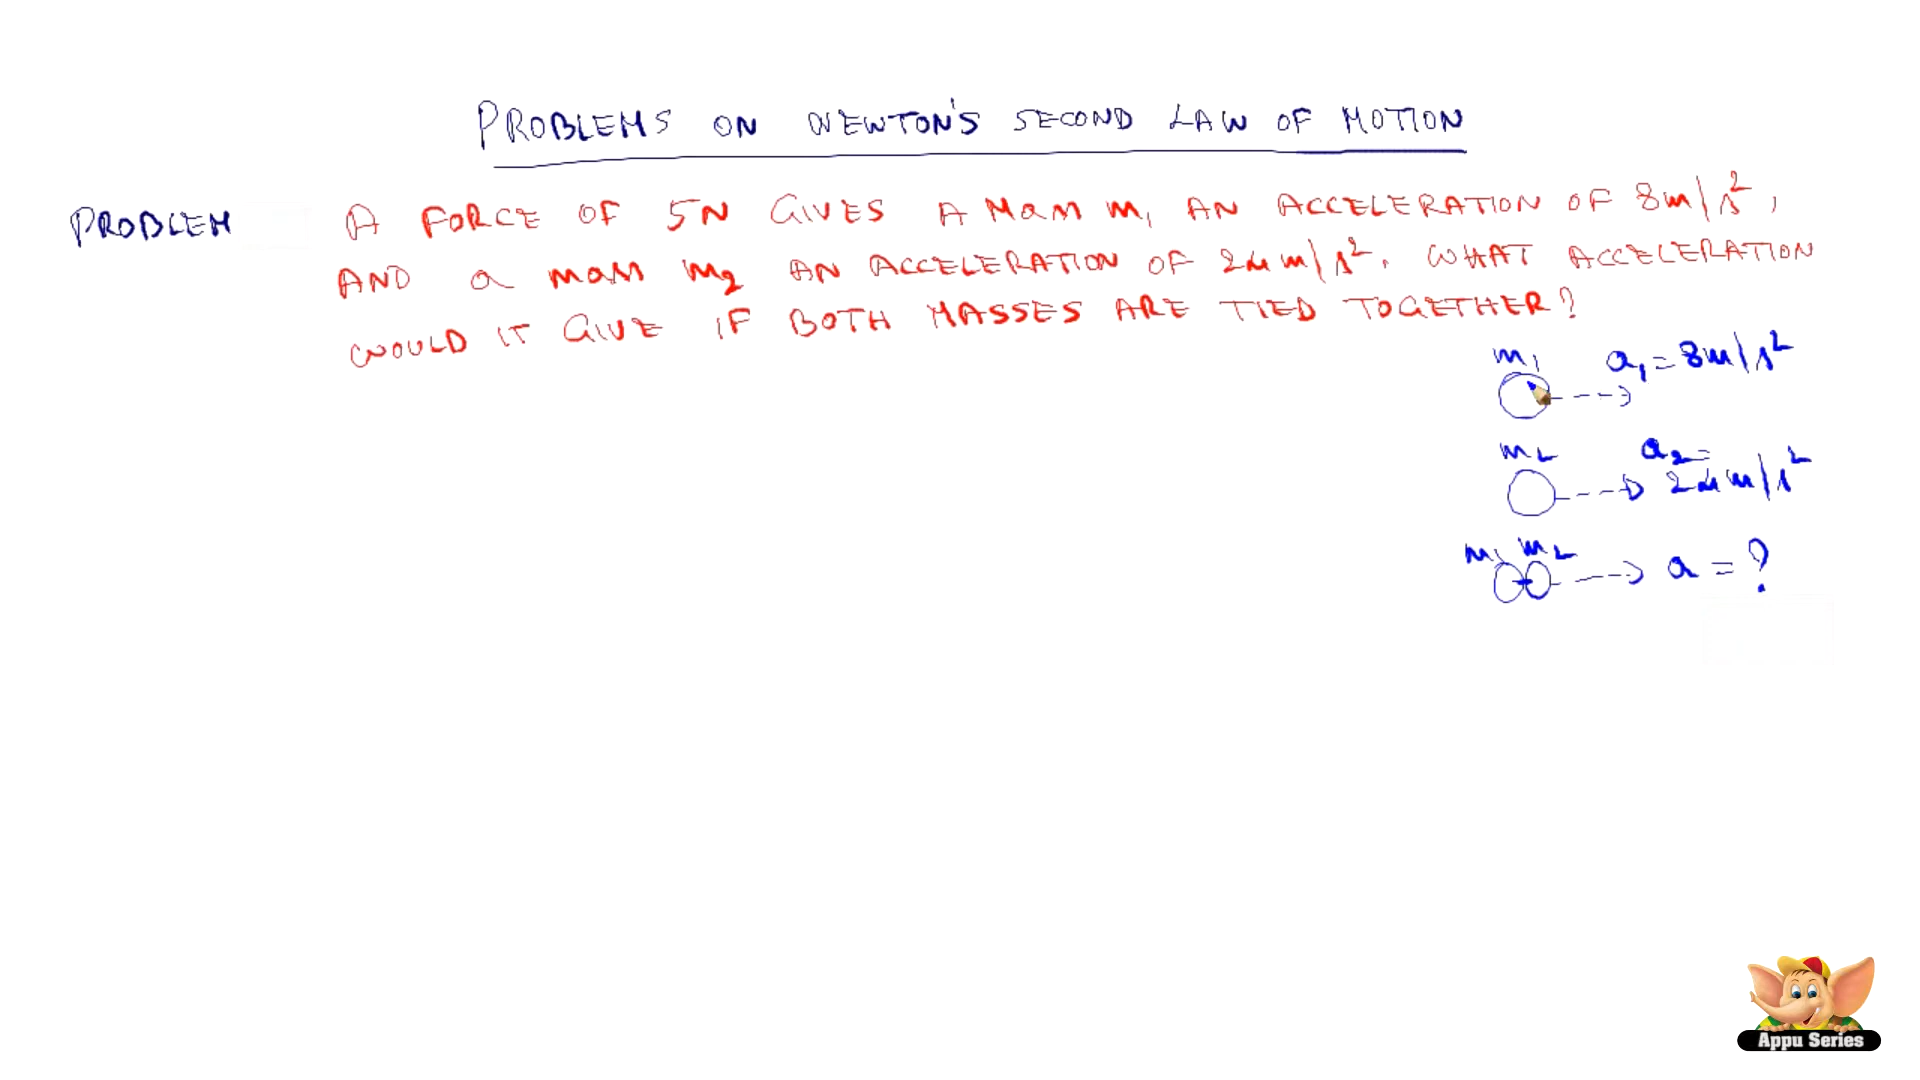 PROBLEMS ON NEWTON'S SECOND LAW OF MOTION
PROBLEM
A FORCE OF 5N GIVES A Mass m₁ AN ACCELERATION OF 8m/s²,
AND a mass m₂ AN ACCELERATION OF 24m/s². WHAT ACCELERATION
WOULD IT GIVE IF BOTH MASSES ARE TIED TOGETHER?
m₁ a₁ = 8m/s²
m₂ a₂ =
24m/s²
m₁ m₂ a = ?
Appu Series